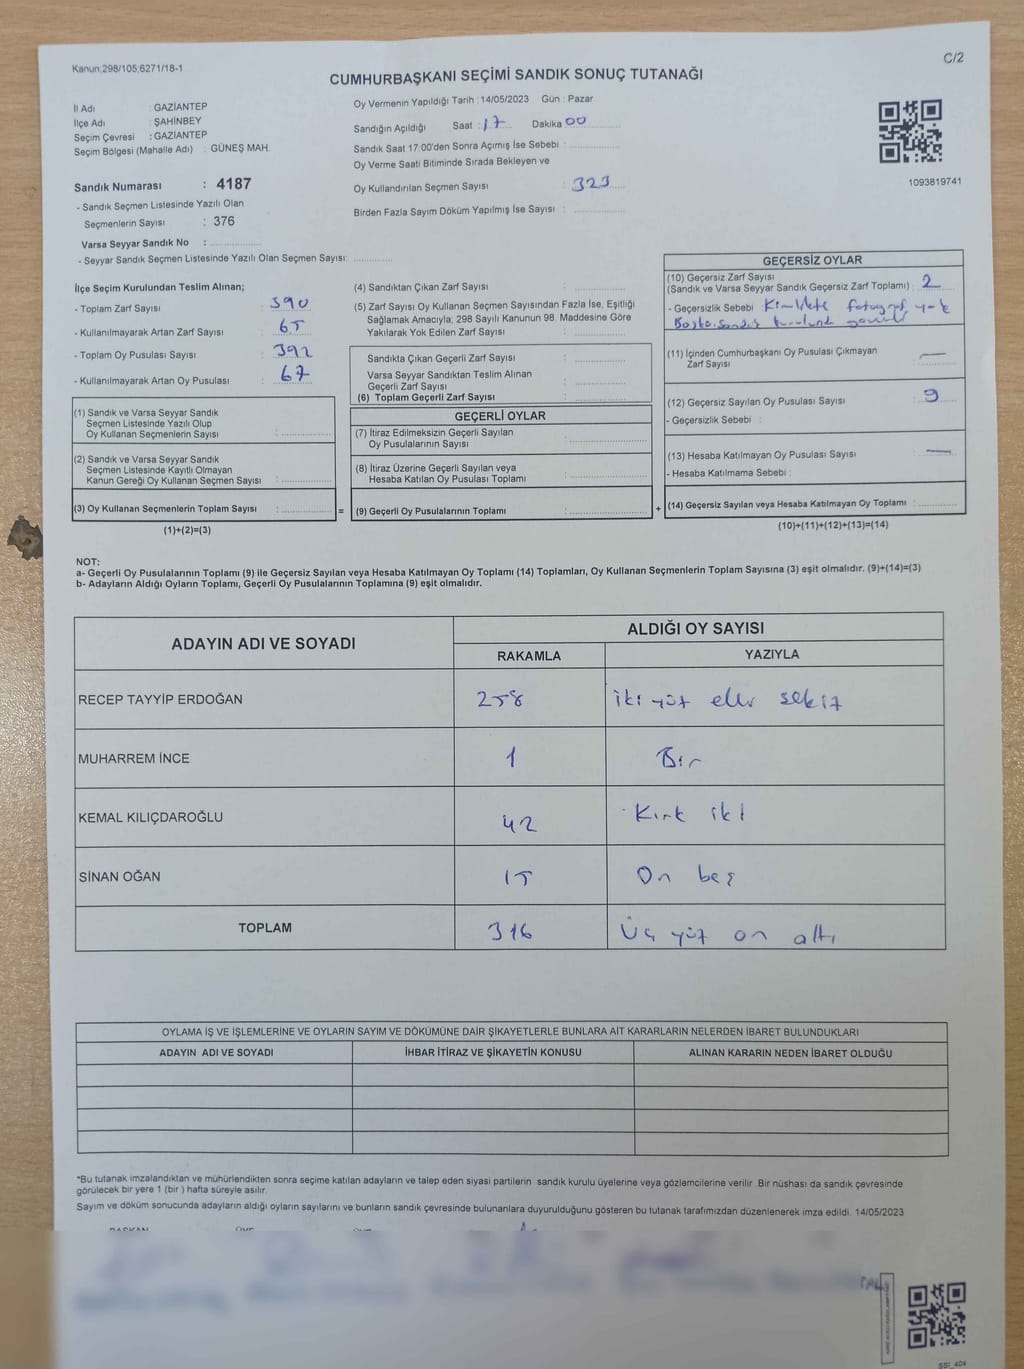 Kanun:298/105,6271/18-1
C/2
CUMHURBAŞKANI SEÇİMİ SANDIK SONUÇ TUTANAĞI
İl Adı : GAZİANTEP
İlçe Adı : ŞAHİNBEY
Seçim Çevresi : GAZİANTEP
Seçim Bölgesi (Mahalle Adı) : GÜNEŞ MAH.
Sandık Numarası : 4187
- Sandık Seçmen Listesinde Yazılı Olan
Seçmenlerin Sayısı : 376
Varsa Seyyar Sandık No :
- Seyyar Sandık Seçmen Listesinde Yazılı Olan Seçmen Sayısı:
Oy Vermenin Yapıldığı Tarih : 14/05/2023 Gün : Pazar
Sandığın Açıldığı Saat : 17 Dakika 00
Sandık Saat 17:00'den Sonra Açımış İse Sebebi :
Oy Verme Saati Bitiminde Sırada Bekleyen ve
Oy Kullandırılan Seçmen Sayısı : 323
Birden Fazla Sayım Döküm Yapılmış İse Sayısı :
1093819741
İlçe Seçim Kurulundan Teslim Alınan;
- Toplam Zarf Sayısı : 390
- Kullanılmayarak Artan Zarf Sayısı : 65
- Toplam Oy Pusulası Sayısı : 392
- Kullanılmayarak Artan Oy Pusulası : 67
(1) Sandık ve Varsa Seyyar Sandık
Seçmen Listesinde Yazılı Olup
Oy Kullanan Seçmenlerin Sayısı :
(2) Sandık ve Varsa Seyyar Sandık
Seçmen Listesinde Kayıtlı Olmayan
Kanun Gereği Oy Kullanan Seçmen Sayısı :
(3) Oy Kullanan Seçmenlerin Toplam Sayısı :
(1)+(2)=(3)
=
(4) Sandıktan Çıkan Zarf Sayısı :
(5) Zarf Sayısı Oy Kullanan Seçmen Sayısından Fazla İse, Eşitliği
Sağlamak Amacıyla, 298 Sayılı Kanunun 98. Maddesine Göre
Yakılarak Yok Edilen Zarf Sayısı :
Sandıkta Çıkan Geçerli Zarf Sayısı :
Varsa Seyyar Sandıktan Teslim Alınan
Geçerli Zarf Sayısı :
(6) Toplam Geçerli Zarf Sayısı :
GEÇERLİ OYLAR
(7) İtiraz Edilmeksizin Geçerli Sayılan
Oy Pusulalarının Sayısı :
(8) İtiraz Üzerine Geçerli Sayılan veya
Hesaba Katılan Oy Pusulası Toplamı :
(9) Geçerli Oy Pusulalarının Toplamı :
+
GEÇERSİZ OYLAR
(10) Geçersiz Zarf Sayısı
(Sandık ve Varsa Seyyar Sandık Geçersiz Zarf Toplamı) : 2
- Geçersizlik Sebebi : Kimlikte fotograf yok
Başka Sandık
(11) İçinden Cumhurbaşkanı Oy Pusulası Çıkmayan
Zarf Sayısı : —
(12) Geçersiz Sayılan Oy Pusulası Sayısı : 9
- Geçersizlik Sebebi :
(13) Hesaba Katılmayan Oy Pusulası Sayısı : —
- Hesaba Katılmama Sebebi :
(14) Geçersiz Sayılan veya Hesaba Katılmayan Oy Toplamı :
(10)+(11)+(12)+(13)=(14)
NOT:
a- Geçerli Oy Pusulalarının Toplamı (9) ile Geçersiz Sayılan veya Hesaba Katılmayan Oy Toplamı (14) Toplamları, Oy Kullanan Seçmenlerin Toplam Sayısına (3) eşit olmalıdır. (9)+(14)=(3)
b- Adayların Aldığı Oyların Toplamı, Geçerli Oy Pusulalarının Toplamına (9) eşit olmalıdır.
ADAYIN ADI VE SOYADI
ALDIĞI OY SAYISI
RAKAMLA YAZIYLA
RECEP TAYYİP ERDOĞAN 258 iki yüz elli sekiz
MUHARREM İNCE 1 Bir
KEMAL KILIÇDAROĞLU 42 Kırk iki
SİNAN OĞAN 15 On beş
TOPLAM 316 Üç yüz on altı
OYLAMA İŞ VE İŞLEMLERİNE VE OYLARIN SAYIM VE DÖKÜMÜNE DAİR ŞİKAYETLERLE BUNLARA AİT KARARLARIN NELERDEN İBARET BULUNDUKLARI
ADAYIN ADI VE SOYADI İHBAR İTİRAZ VE ŞİKAYETİN KONUSU ALINAN KARARIN NEDEN İBARET OLDUĞU
*Bu tutanak imzalandıktan ve mühürlendikten sonra seçime katılan adayların ve talep eden siyasi partilerin sandık kurulu üyelerine veya gözlemcilerine verilir. Bir nüshası da sandık çevresinde
görülecek bir yere 1 (bir ) hafta süreyle asılır.
Sayım ve döküm sonucunda adayların aldığı oyların sayılarını ve bunların sandık çevresinde bulunanlara duyurulduğunu gösteren bu tutanak tarafımızdan düzenlenerek imza edildi. 14/05/2023
BAŞKAN ÜYE ÜYE
SSI_404